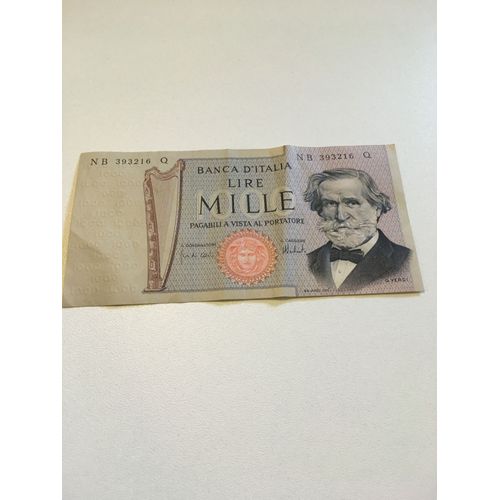 NB 393216 Q
NB 393216 Q
BANCA D'ITALIA
LIRE
MILLE
PAGABILI A VISTA AL PORTATORE
IL GOVERNATORE
IL CASSIERE
G. VERDI